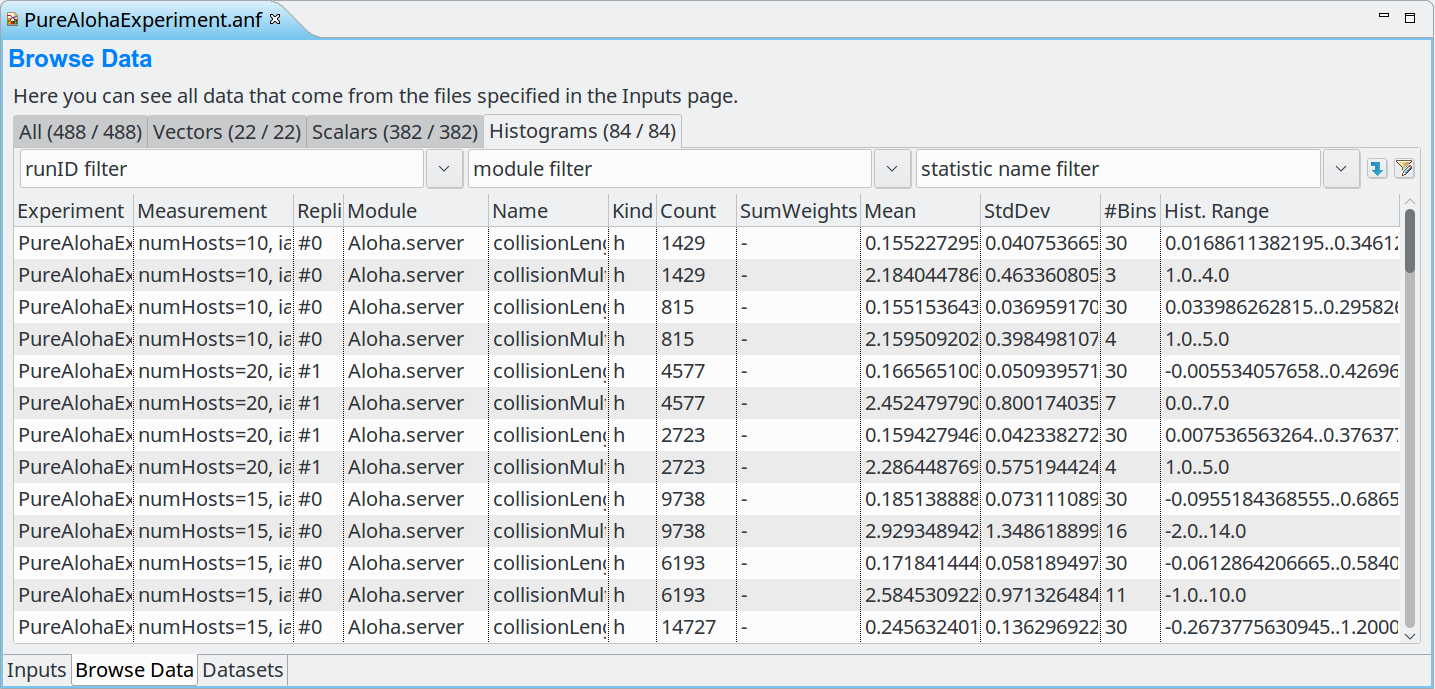 PureAlohaExperiment.anf
Browse Data
Here you can see all data that come from the files specified in the Inputs page.
All (488 / 488) Vectors (22 / 22) Scalars (382 / 382) Histograms (84 / 84)
runID filter module filter statistic name filter
Experiment Measurement Repli Module Name Kind Count SumWeights Mean StdDev #Bins Hist. Range
PureAlohaEx numHosts=10, ia #0 Aloha.server collisionLeng h 1429 - 0.155227295 0.040753665 30 0.0168611382195..0.34612
PureAlohaEx numHosts=10, ia #0 Aloha.server collisionMult h 1429 - 2.184044786 0.463360805 3 1.0..4.0
PureAlohaEx numHosts=10, ia #0 Aloha.server collisionLeng h 815 - 0.155153643 0.036959170 30 0.033986262815..0.295826
PureAlohaEx numHosts=10, ia #0 Aloha.server collisionMult h 815 - 2.159509202 0.398498107 4 1.0..5.0
PureAlohaEx numHosts=20, ia #1 Aloha.server collisionLeng h 4577 - 0.166565100 0.050939571 30 -0.005534057658..0.42696
PureAlohaEx numHosts=20, ia #1 Aloha.server collisionMult h 4577 - 2.452479790 0.800174035 7 0.0..7.0
PureAlohaEx numHosts=20, ia #1 Aloha.server collisionLeng h 2723 - 0.159427946 0.042338272 30 0.007536563264..0.376377
PureAlohaEx numHosts=20, ia #1 Aloha.server collisionMult h 2723 - 2.286448769 0.575194424 4 1.0..5.0
PureAlohaEx numHosts=15, ia #0 Aloha.server collisionLeng h 9738 - 0.185138888 0.073111089 30 -0.0955184368555..0.6865
PureAlohaEx numHosts=15, ia #0 Aloha.server collisionMult h 9738 - 2.929348942 1.348618899 16 -2.0..14.0
PureAlohaEx numHosts=15, ia #0 Aloha.server collisionLeng h 6193 - 0.171841444 0.058189497 30 -0.0612864206665..0.5840
PureAlohaEx numHosts=15, ia #0 Aloha.server collisionMult h 6193 - 2.584530922 0.971326484 11 -1.0..10.0
PureAlohaEx numHosts=15, ia #0 Aloha.server collisionLeng h 14727 - 0.245632401 0.136296922 30 -0.2673775630945..1.2000
Inputs Browse Data Datasets